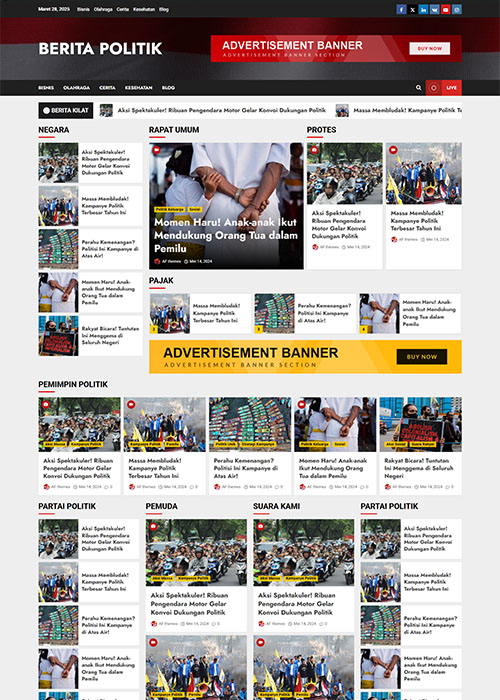 Maret 28, 2025 Bisnis Olahraga Cerita Kesehatan Blog
BERITA POLITIK
ADVERTISEMENT BANNER
ADVERTISEMENT BANNER SECTION
BUY NOW
BISNIS OLAHRAGA CERITA KESEHATAN BLOG
LIVE
BERITA KILAT
Aksi Spektakuler! Ribuan Pengendara Motor Gelar Konvoi Dukungan Politik
Massa Membludak! Kampanye Politik Te
NEGARA
Aksi Spektakuler!
Ribuan Pengendara
Motor Gelar Konvoi
Dukungan Politik
Massa Membludak!
Kampanye Politik
Terbesar Tahun Ini
Perahu Kemenangan?
Politisi Ini Kampanye di
Atas Air!
Momen Haru! Anak-
anak Ikut Mendukung
Orang Tua dalam
Pemilu
Rakyat Bicara! Tuntutan
Ini Menggema di
Seluruh Negeri
RAPAT UMUM
Politik Keluarga Sosial
Momen Haru! Anak-anak Ikut
Mendukung Orang Tua dalam
Pemilu
AF themes Mei 14, 2024
PROTES
Aksi Spektakuler!
Ribuan Pengendara
Motor Gelar Konvoi
Dukungan Politik
AF themes Mei 14, 2024
Massa Membludak!
Kampanye Politik
Terbesar Tahun Ini
AF themes Mei 14, 2024
PAJAK
Massa Membludak!
Kampanye Politik
Terbesar Tahun Ini
Perahu Kemenangan?
Politisi Ini Kampanye
di Atas Air!
Momen Haru! Anak-
anak Ikut Mendukung
Orang Tua dalam
Pemilu
ADVERTISEMENT BANNER
ADVERTISEMENT BANNER SECTION
BUY NOW
PEMIMPIN POLITIK
Aksi Massa Kampanye Politik
Aksi Spektakuler! Ribuan
Pengendara Motor Gelar
Konvoi Dukungan Politik
AF themes Mei 14, 2024 0
Kampanye Politik Pemilu
Massa Membludak!
Kampanye Politik
Terbesar Tahun Ini
AF themes Mei 14, 2024 0
Politik Unik Strategi Kampanye
Perahu Kemenangan?
Politisi Ini Kampanye di
Atas Air!
AF themes Mei 14, 2024 0
Politik Keluarga Sosial
Momen Haru! Anak-anak
Ikut Mendukung Orang
Tua dalam Pemilu
AF themes Mei 14, 2024 0
Aksi Sosial Suara Rakyat
Rakyat Bicara! Tuntutan
Ini Menggema di Seluruh
Negeri
AF themes Mei 14, 2024 0
PARTAI POLITIK
Aksi Spektakuler!
Ribuan Pengendara
Motor Gelar Konvoi
Dukungan Politik
Massa Membludak!
Kampanye Politik
Terbesar Tahun Ini
Perahu Kemenangan?
Politisi Ini Kampanye
di Atas Air!
Momen Haru! Anak-
anak Ikut Mendukung
Orang Tua dalam
Pemilu
PEMUDA
Aksi Massa Kampanye Politik
Aksi Spektakuler! Ribuan
Pengendara Motor Gelar
Konvoi Dukungan Politik
AF themes Mei 14, 2024 0
Kampanye Politik Pemilu
SUARA KAMI
Aksi Massa Kampanye Politik
Aksi Spektakuler! Ribuan
Pengendara Motor Gelar
Konvoi Dukungan Politik
AF themes Mei 14, 2024 0
Kampanye Politik Pemilu
PARTAI POLITIK
Aksi Spektakuler!
Ribuan Pengendara
Motor Gelar Konvoi
Dukungan Politik
Massa Membludak!
Kampanye Politik
Terbesar Tahun Ini
Perahu Kemenangan?
Politisi Ini Kampanye
di Atas Air!
Momen Haru! Anak-
anak Ikut Mendukung
Orang Tua dalam
Pemilu